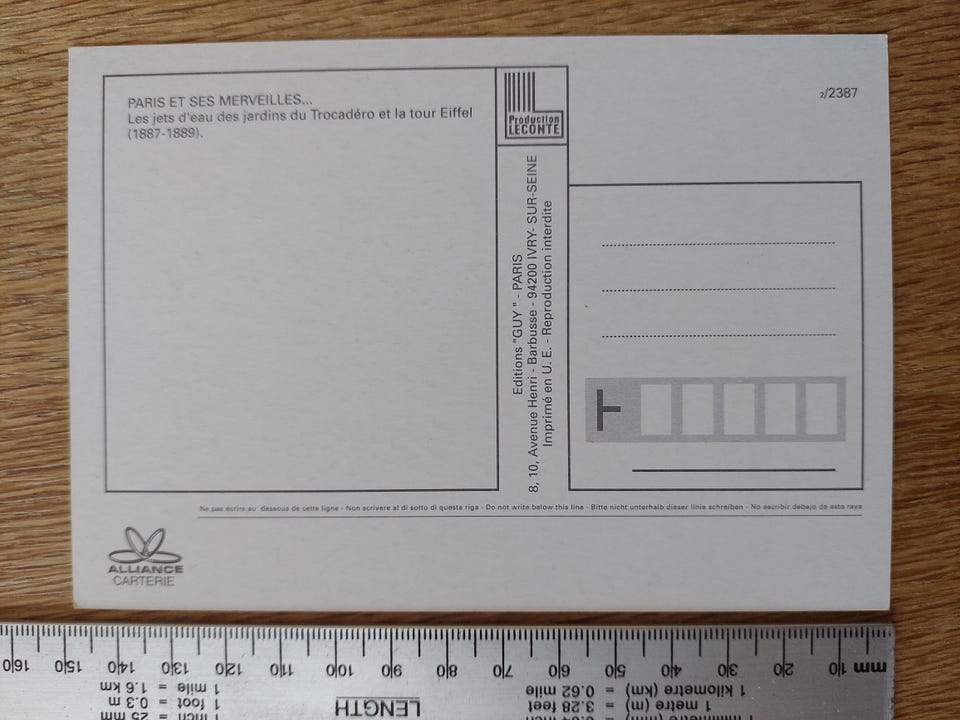 PARIS ET SES MERVEILLES...
Les jets d'eau des jardins du Trocadéro et la tour Eiffel
(1887-1889).
Production
LECONTE
2/2387
Editions "GUY" - PARIS
8, 10, Avenue Henri - Barbusse - 94200 IVRY- SUR-SEINE
Imprimé en U. E. - Reproduction interdite
Ne pas écrire au dessous de cette ligne - Non scrivere al di sotto di questa riga - Do not write below this line - Bitte nicht unterhalb dieser linie schreiben - No escribir debajo de esta raya
ALLIANCE
CARTERIE
160 150 140 130 120 110 100 90 80 70 60 50 40 30 20 10 mm
1 mile = 1.6 km
1 foot = 0.3 m
1 inch = 25 mm
LENGTH
1 kilometre (km) = 0.62 mile
1 metre (m) = 3.28 feet